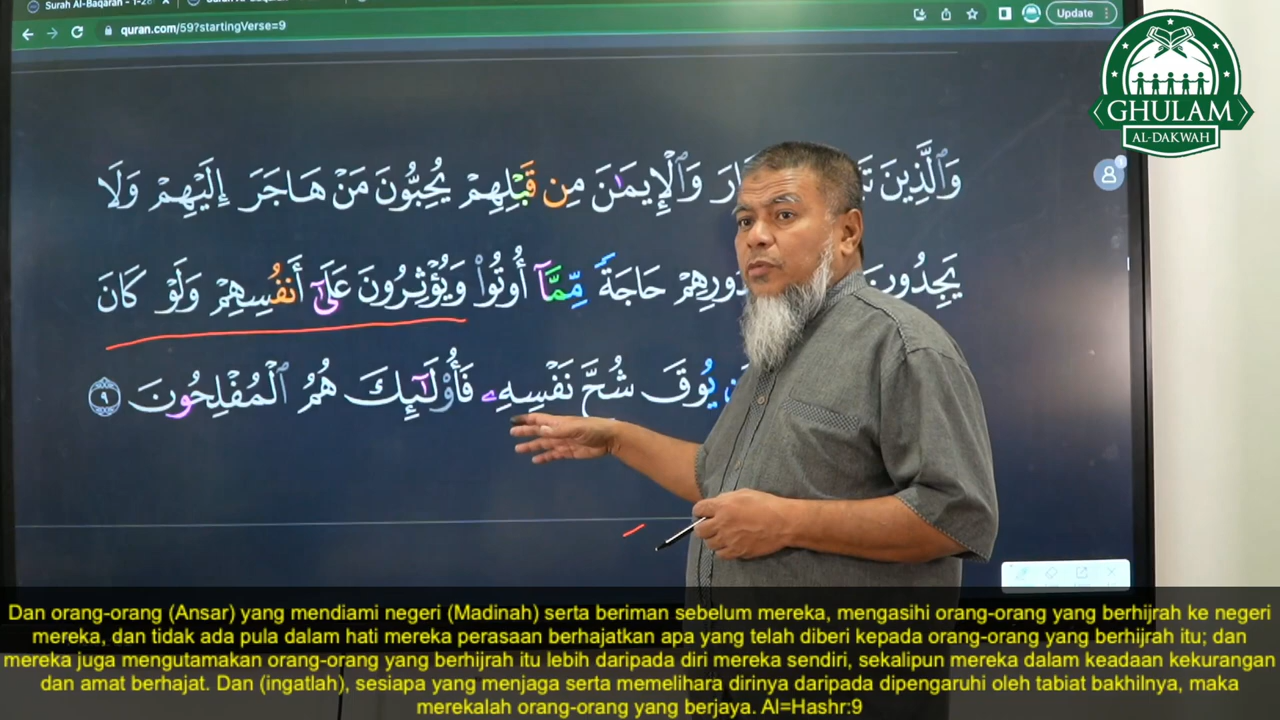 Surah Al-Baqarah - 1-28
quran.com/59?startingVerse=9
Update
GHULAM
AL-DAKWAH
وَٱلَّذِينَ وَٱلْإِيمَـٰنَ مِن قَبْلِهِمْ يُحِبُّونَ مَنْ هَاجَرَ إِلَيْهِمْ وَلَا
يَجِدُونَ حَاجَةً مِّمَّآ أُوتُوا۟ وَيُؤْثِرُونَ عَلَىٰٓ أَنفُسِهِمْ وَلَوْ كَانَ
يُوقَ شُحَّ نَفْسِهِۦ فَأُو۟لَـٰٓئِكَ هُمُ ٱلْمُفْلِحُونَ ٩
Dan orang-orang (Ansar) yang mendiami negeri (Madinah) serta beriman sebelum mereka, mengasihi orang-orang yang berhijrah ke negeri
mereka, dan tidak ada pula dalam hati mereka perasaan berhajatkan apa yang telah diberi kepada orang-orang yang berhijrah itu; dan
mereka juga mengutamakan orang-orang yang berhijrah itu lebih daripada diri mereka sendiri, sekalipun mereka dalam keadaan kekurangan
dan amat berhajat. Dan (ingatlah), sesiapa yang menjaga serta memelihara dirinya daripada dipengaruhi oleh tabiat bakhilnya, maka
merekalah orang-orang yang berjaya. Al=Hashr:9